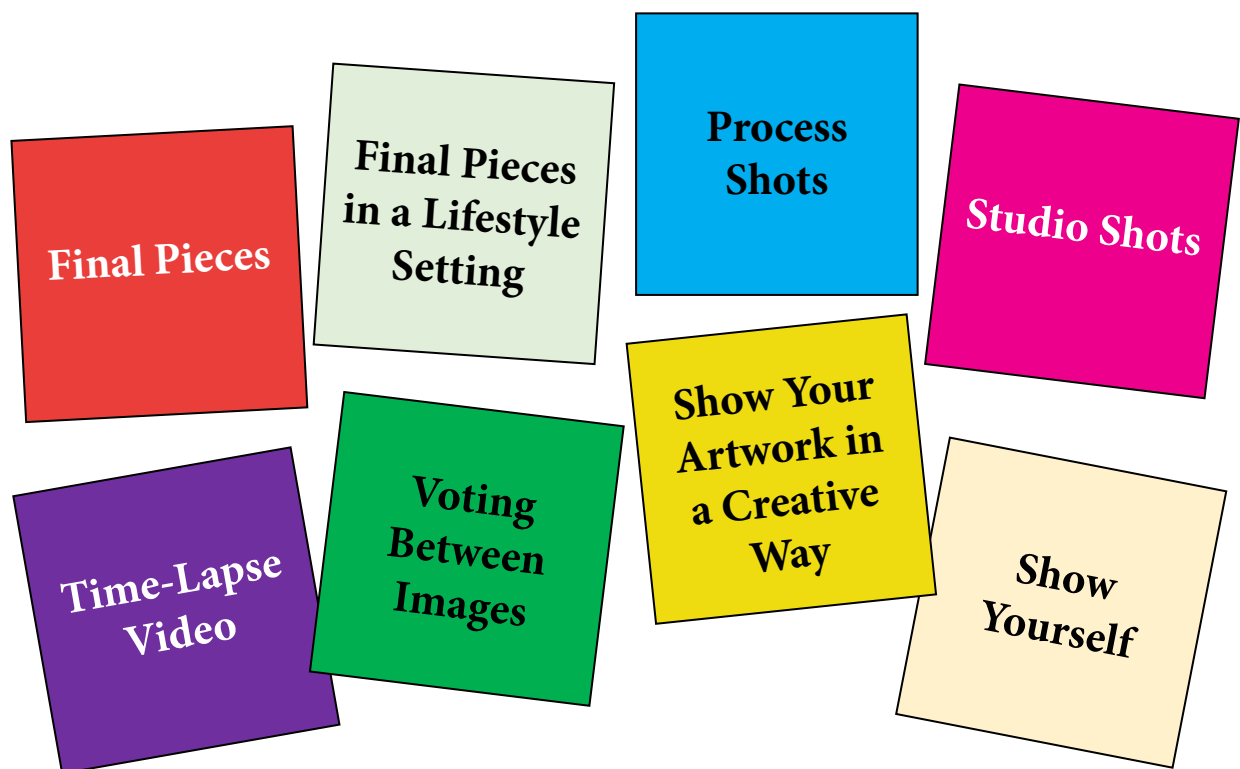 Final Pieces
Final Pieces
in a Lifestyle
Setting
Process
Shots
Studio Shots
Time-Lapse
Video
Voting
Between
Images
Show Your
Artwork in
a Creative
Way
Show
Yourself